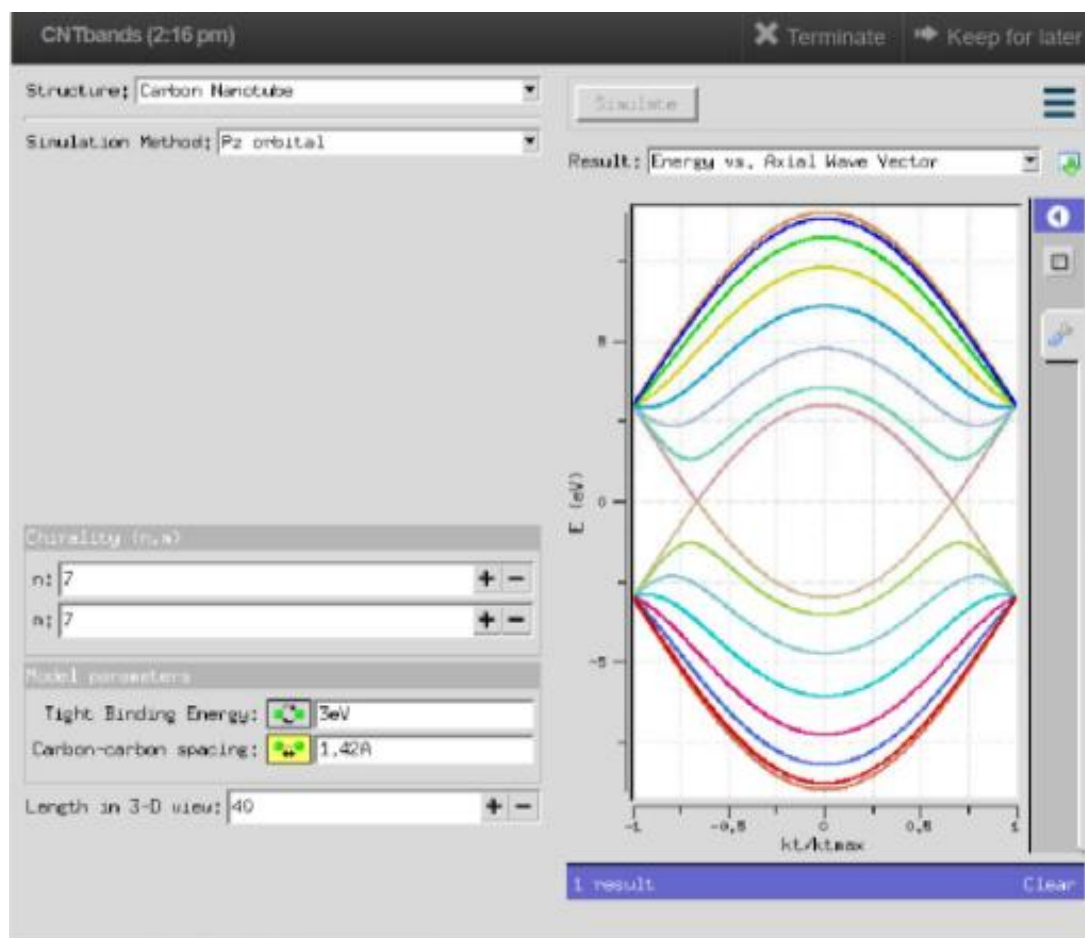 CNTbands (2:16 pm)
Terminate
Keep for later
Structure: Carbon Nanotube
Simulation Method: Pz orbital
Simulate
Result: Energy vs. Axial Wave Vector
5
0
-5
E (eV)
-1
-0,5
0
0,5
1
kt/ktmax
Chirality (n,m)
n: 7
m: 7
Model parameters
Tight Binding Energy: 3eV
Carbon-carbon spacing: 1.42A
Length in 3-D view: 40
1 result
Clear